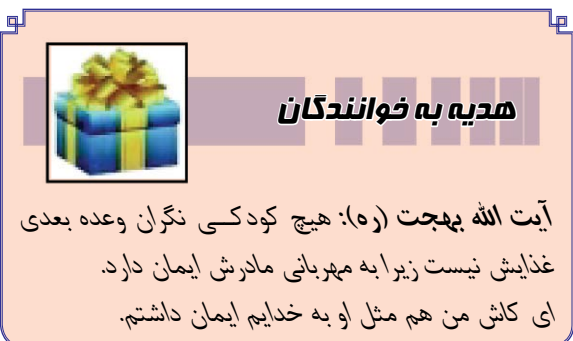 هدیه به خوانندگان
آیت الله بهجت (ره): هیچ کودکی نگران وعده بعدی
غذایش نیست زیرا به مهربانی مادرش ایمان دارد.
ای کاش من هم مثل او به خدایم ایمان داشتم.